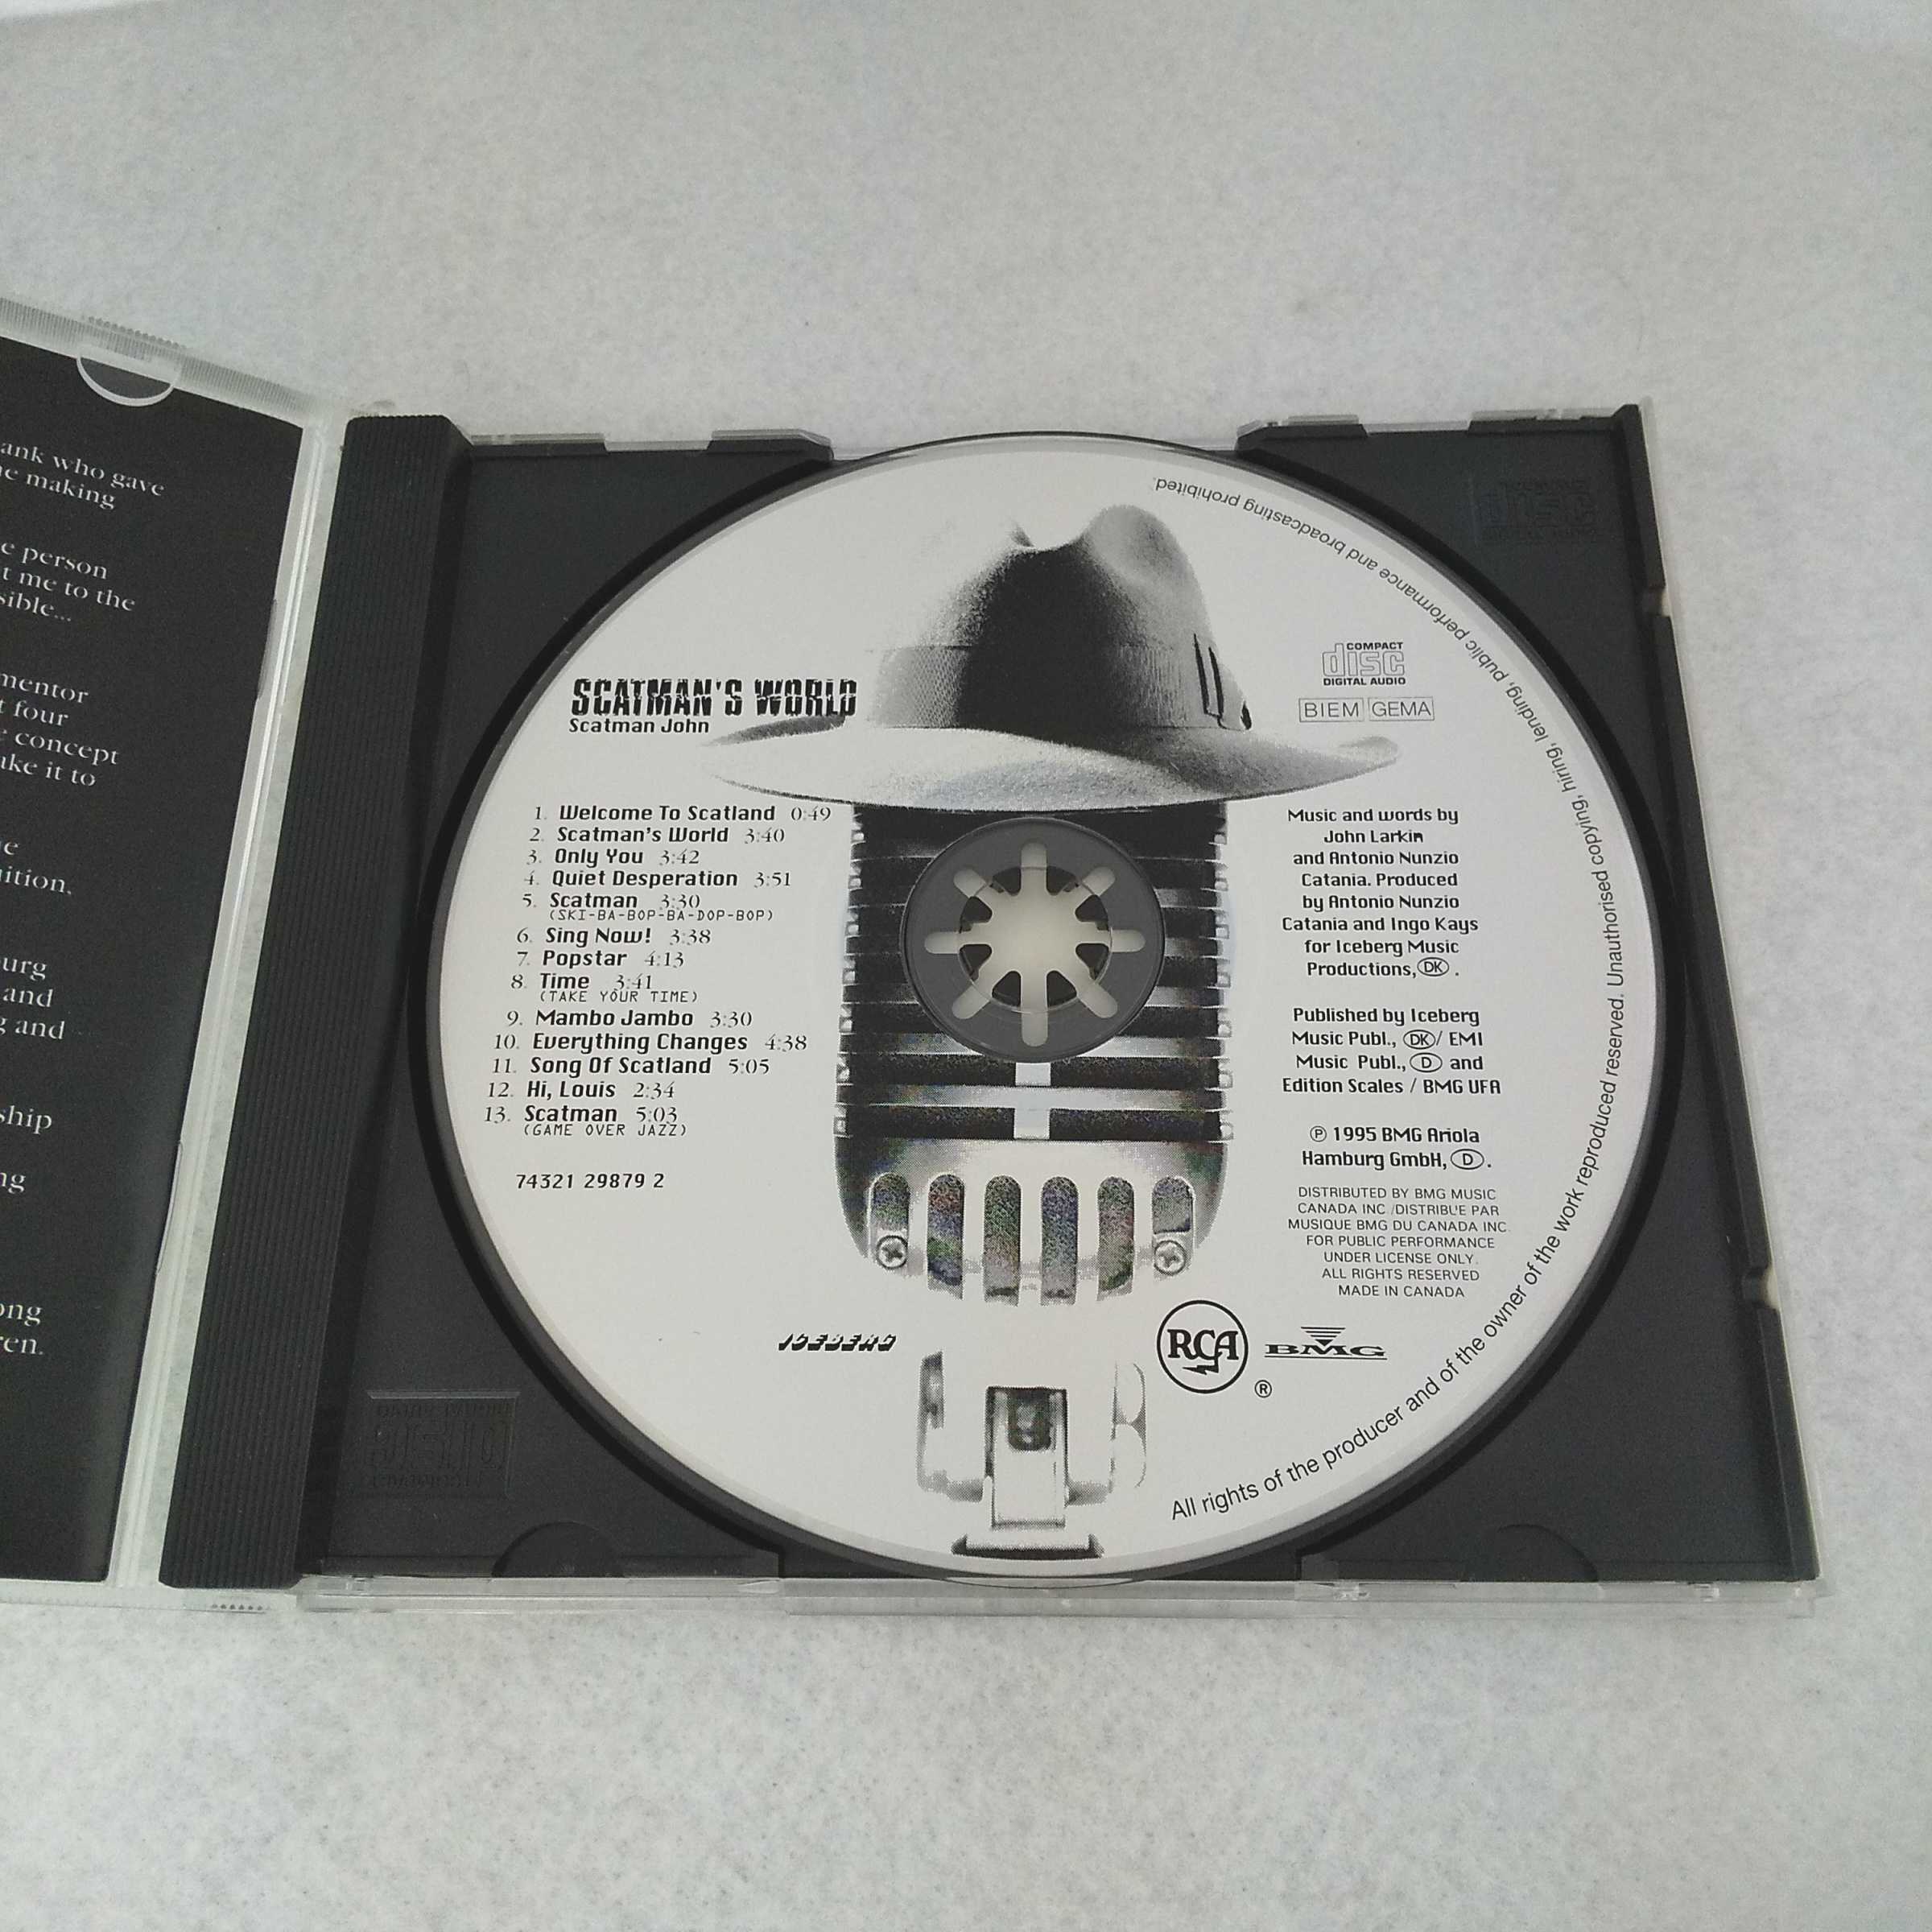 ank who gave
e making
e person
t me to the
sible...
mentor
t four
concept
ke it to
e
ition,
urg
and
g and
ship
ng
ong
ren.
SCATMAN'S WORLD
Scatman John
1. Welcome To Scatland 0:49
2. Scatman's World 3:40
3. Only You 3:42
4. Quiet Desperation 3:51
5. Scatman 3:30
(SKI-BA-BOP-BA-DOP-BOP)
6. Sing Now! 3:38
7. Popstar 4:13
8. Time 3:41
(TAKE YOUR TIME)
9. Mambo Jambo 3:30
10. Everything Changes 4:38
11. Song Of Scatland 5:05
12. Hi, Louis 2:34
13. Scatman 5:03
(GAME OVER JAZZ)
74321 29879 2
ICEBERG
COMPACT
disc
DIGITAL AUDIO
BIEM GEMA
Music and words by
John Larkin
and Antonio Nunzio
Catania. Produced
by Antonio Nunzio
Catania and Ingo Kays
for Iceberg Music
Productions, DK .
Published by Iceberg
Music Publ., DK / EMI
Music Publ., D and
Edition Scales / BMG UFA
℗ 1995 BMG Ariola
Hamburg GmbH, D .
DISTRIBUTED BY BMG MUSIC
CANADA INC./DISTRIBUE PAR
MUSIQUE BMG DU CANADA INC.
FOR PUBLIC PERFORMANCE
UNDER LICENSE ONLY.
ALL RIGHTS RESERVED
MADE IN CANADA
RCA
®
BMG
All rights of the producer and of the owner of the work reproduced reserved. Unauthorised copying, hiring, lending, public performance and broadcasting prohibited.
disc